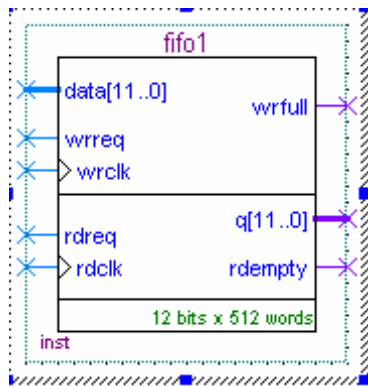 fifo1
data[11..0]
wrfull
wrreq
wrclk
q[11..0]
rdreq
rdclk
rdempty
12 bits x 512 words
inst